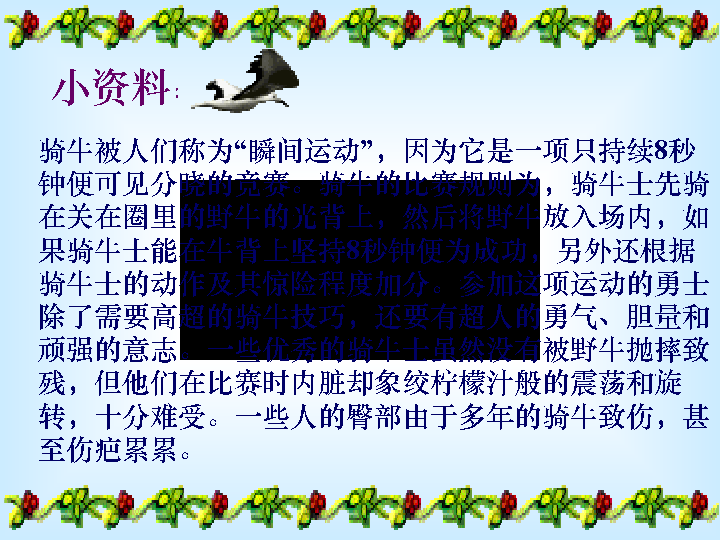 小资料:
骑牛被人们称为“瞬间运动”，因为它是一项只持续8秒
钟便可见分晓的竞赛。骑牛的比赛规则为，骑牛士先骑
在关在圈里的野牛的光背上，然后将野牛放入场内，如
果骑牛士能在牛背上坚持8秒钟便为成功，另外还根据
骑牛士的动作及其惊险程度加分。参加这项运动的勇士
除了需要高超的骑牛技巧，还要有超人的勇气、胆量和
顽强的意志。一些优秀的骑牛士虽然没有被野牛抛摔致
残，但他们在比赛时内脏却象绞柠檬汁般的震荡和旋
转，十分难受。一些人的臀部由于多年的骑牛致伤，甚
至伤疤累累。